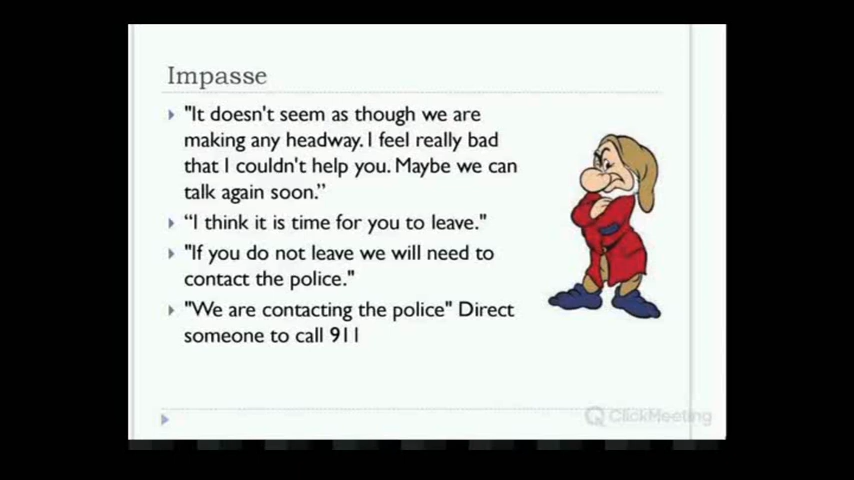 Impasse
"It doesn't seem as though we are
making any headway. I feel really bad
that I couldn't help you. Maybe we can
talk again soon.”
“I think it is time for you to leave."
"If you do not leave we will need to
contact the police."
"We are contacting the police" Direct
someone to call 911
ClickMeeting